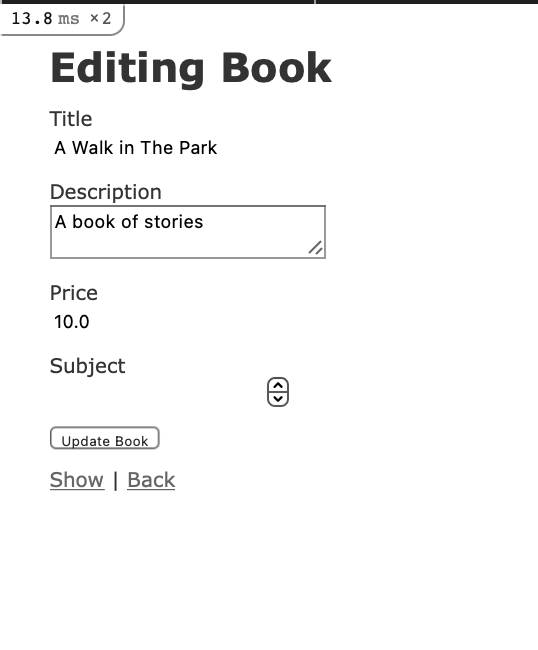 13.8 ms ×2
Editing Book
Title
A Walk in The Park
Description
A book of stories
Price
10.0
Subject
Update Book
Show | Back